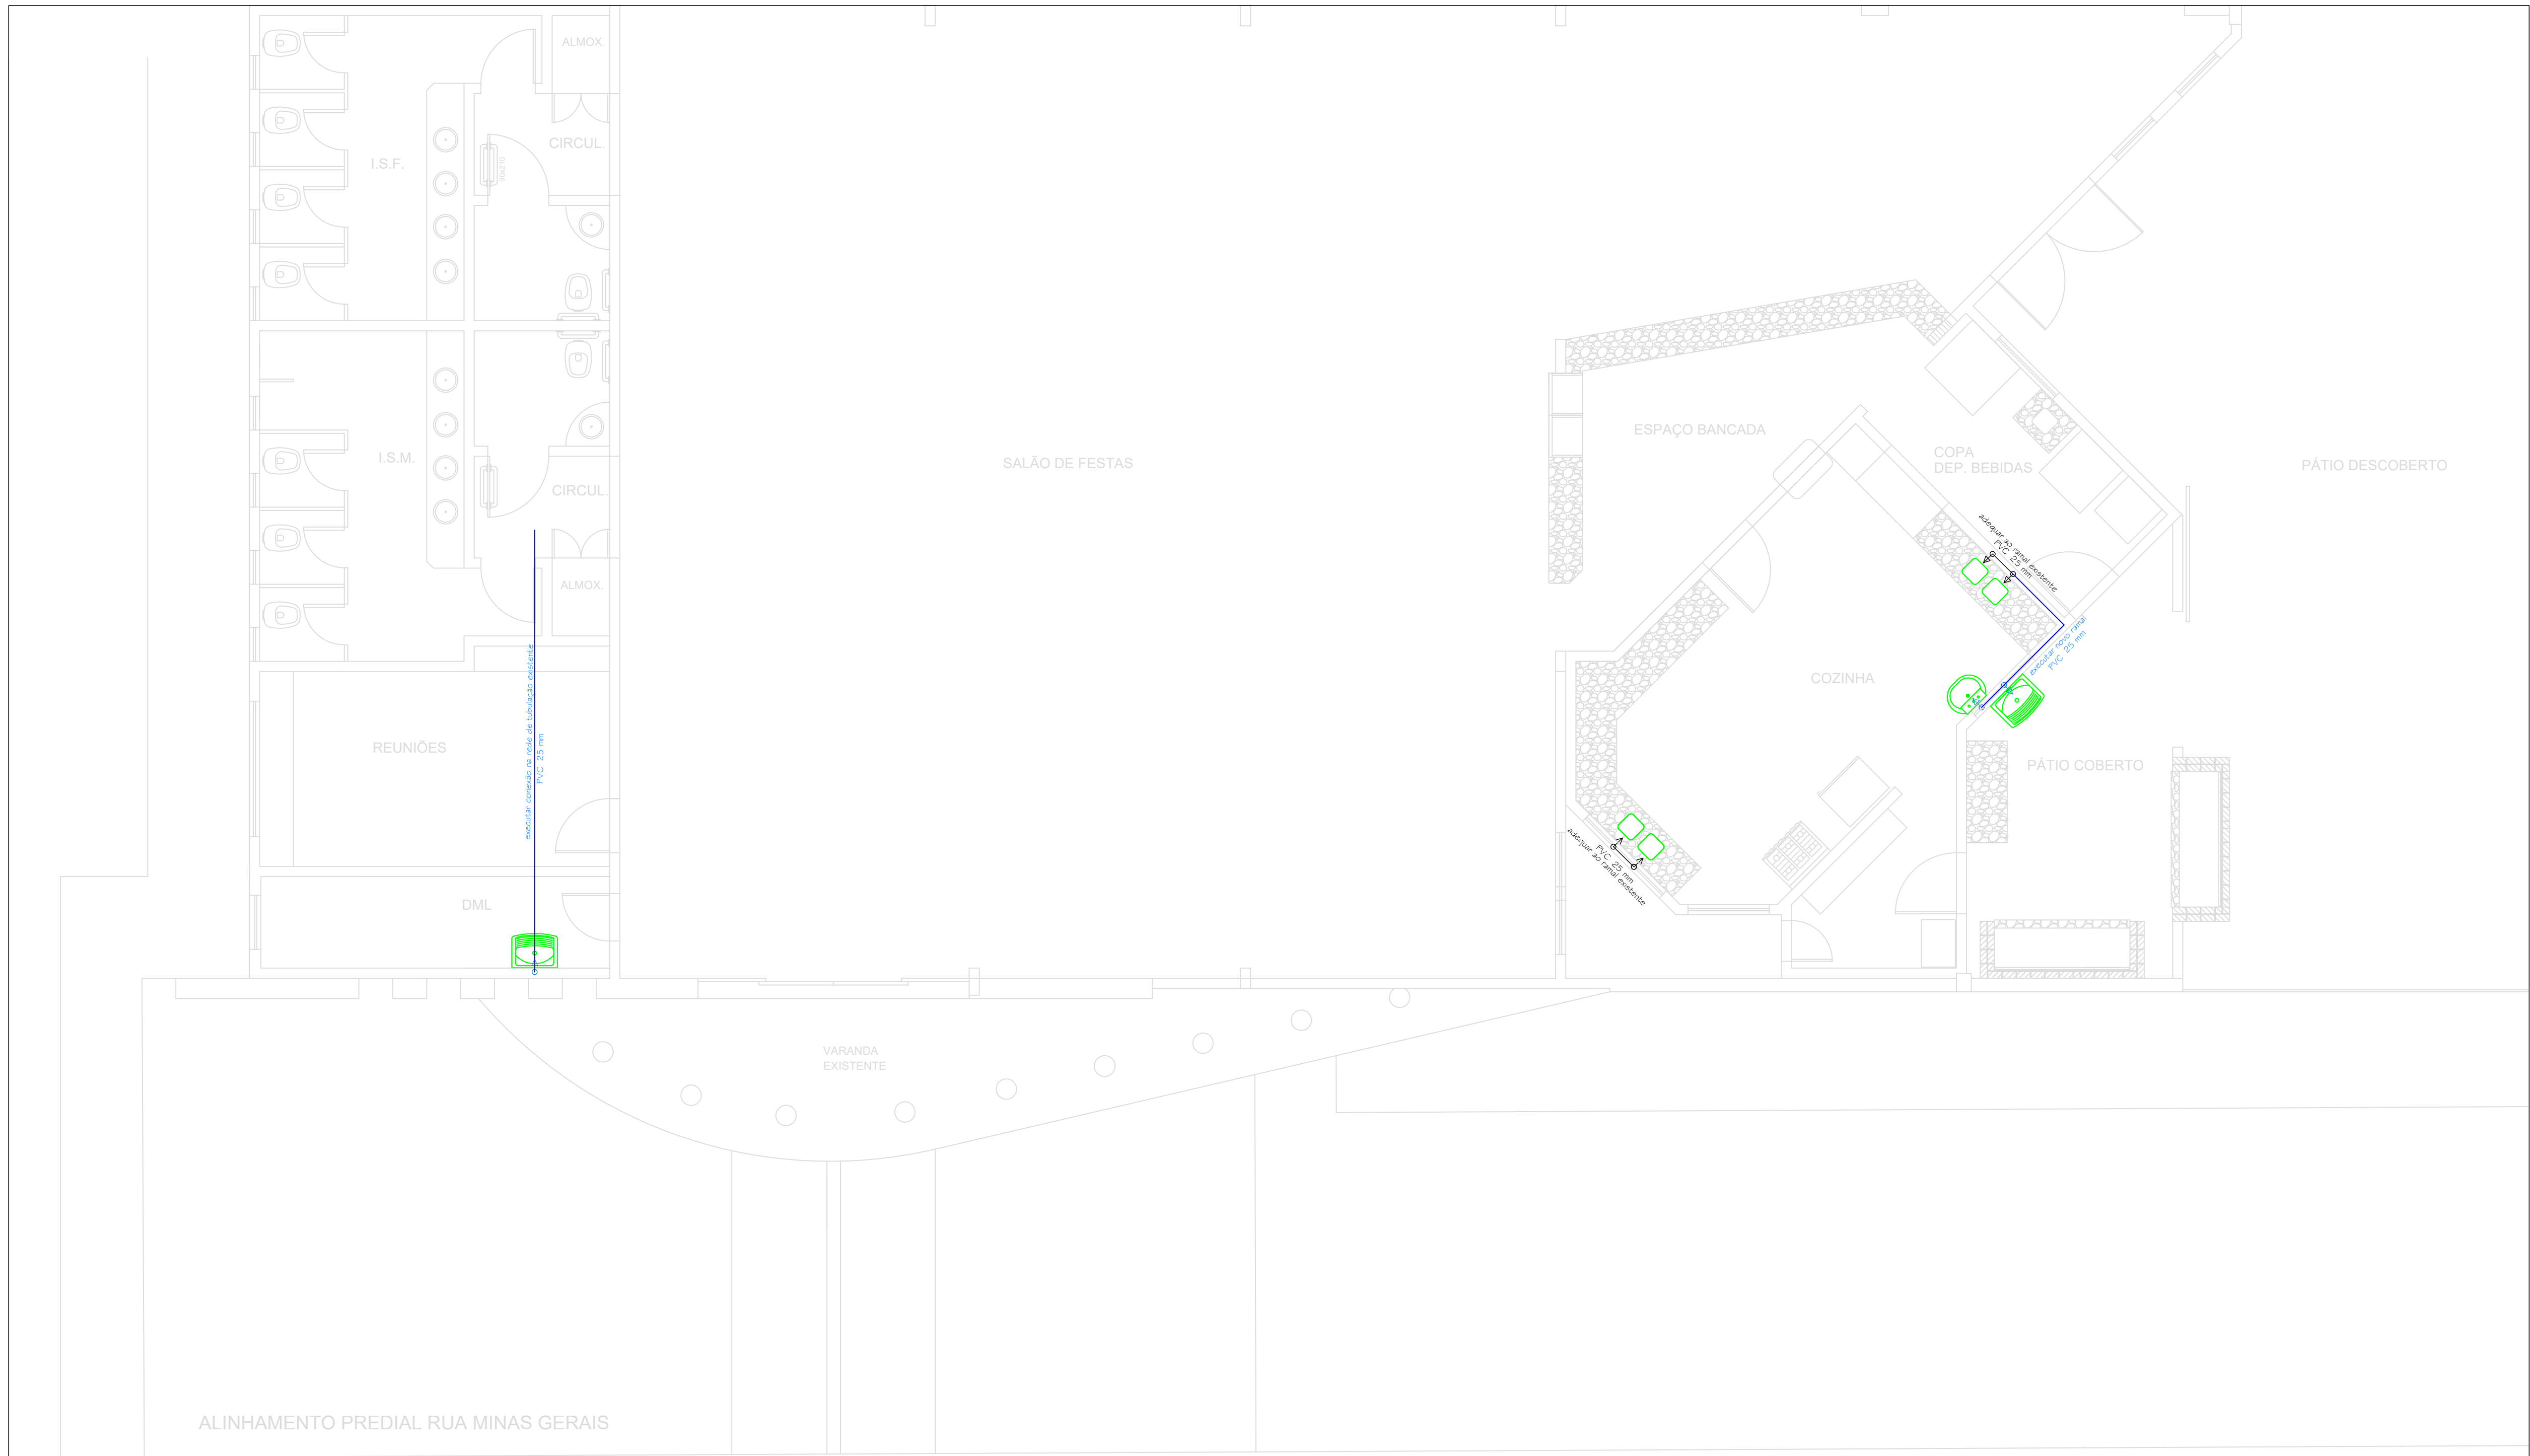 ALMOX.
CIRCUL.
I.S.F.
80x210
I.S.M.
CIRCUL.
ALMOX.
SALÃO DE FESTAS
ESPAÇO BANCADA
COPA
DEP. BEBIDAS
PÁTIO DESCOBERTO
adequar ao ramal existente
PVC 25 mm
executar novo ramal
PVC 25 mm
COZINHA
PÁTIO COBERTO
executar conexão na rede de tubulação existente
PVC 25 mm
REUNIÕES
DML
PVC 25 mm
adequar ao ramal existente
VARANDA
EXISTENTE
ALINHAMENTO PREDIAL RUA MINAS GERAIS